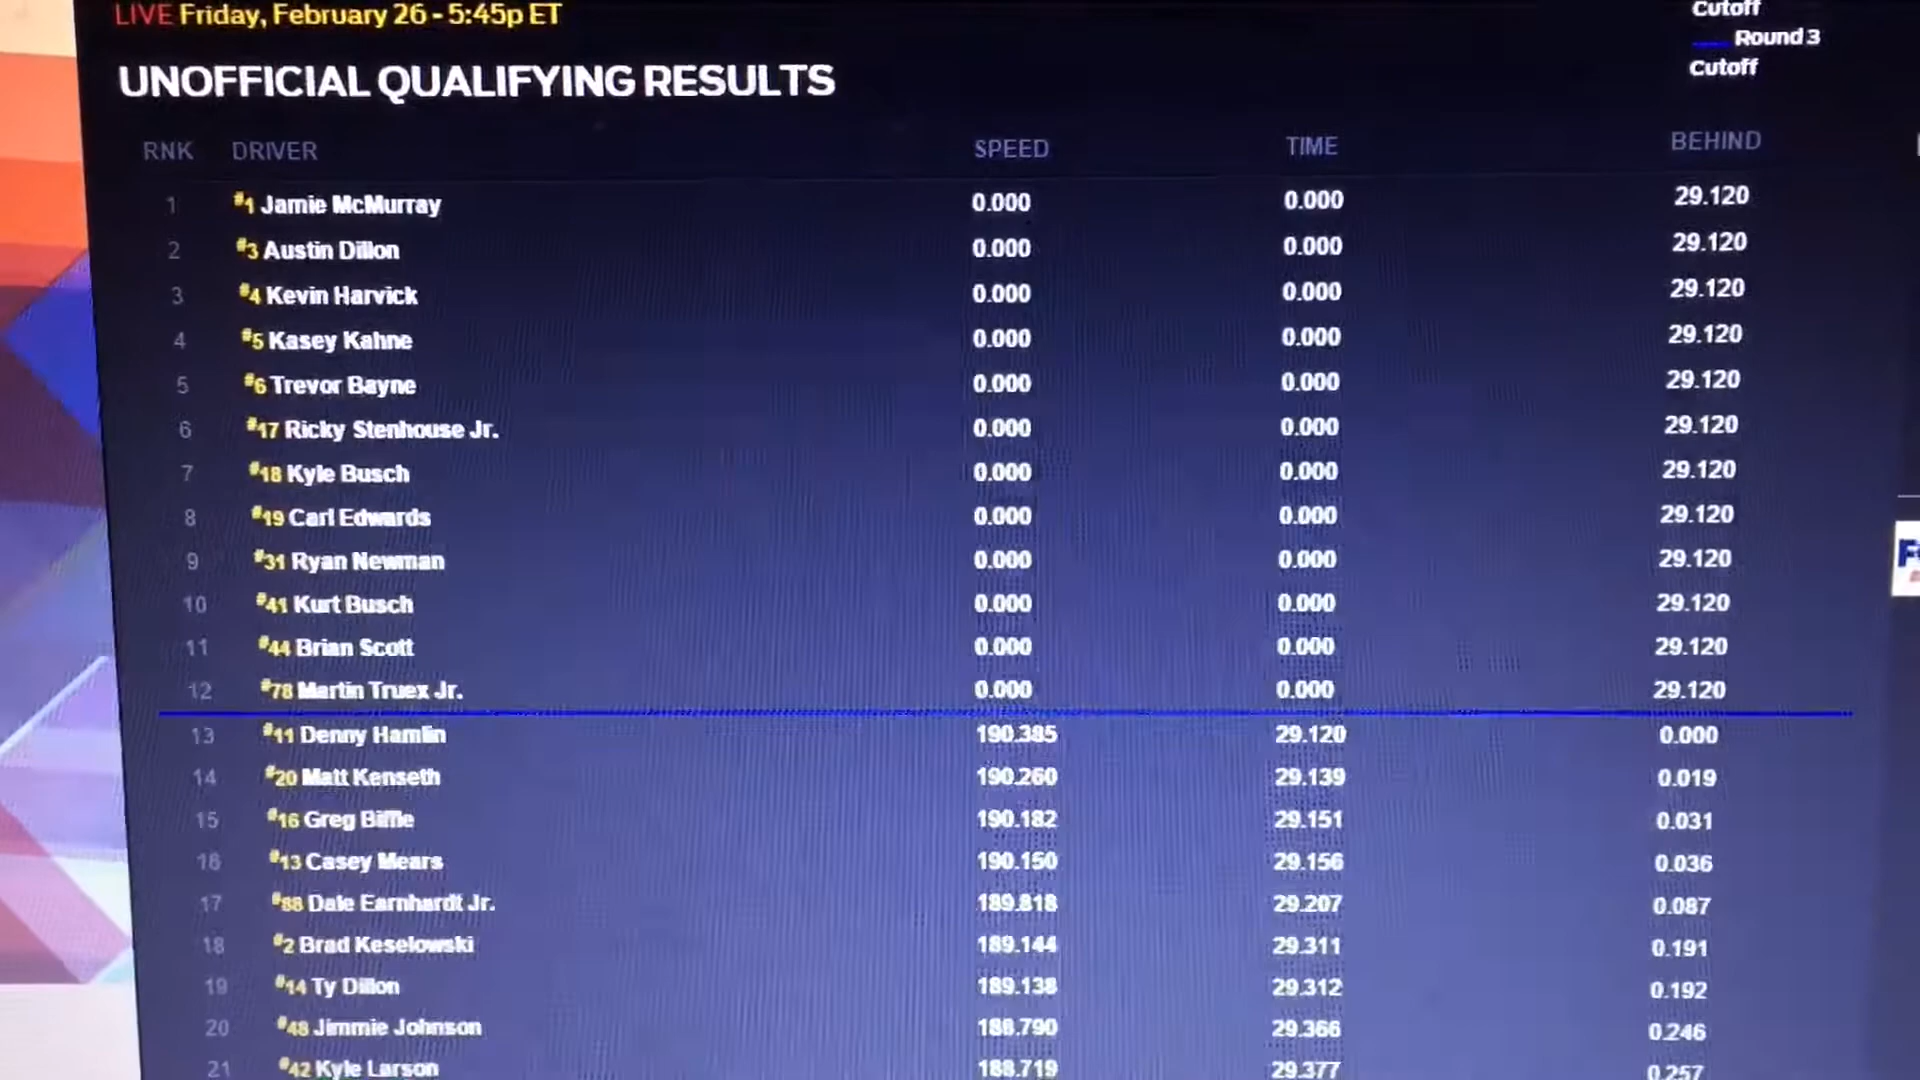 LIVE Friday, February 26 - 5:45p ET
Cutoff
Round 3
Cutoff
UNOFFICIAL QUALIFYING RESULTS
RNK DRIVER SPEED TIME BEHIND
1 #1 Jamie McMurray 0.000 0.000 29.120
2 #3 Austin Dillon 0.000 0.000 29.120
3 #4 Kevin Harvick 0.000 0.000 29.120
4 #5 Kasey Kahne 0.000 0.000 29.120
5 #6 Trevor Bayne 0.000 0.000 29.120
6 #17 Ricky Stenhouse Jr. 0.000 0.000 29.120
7 #18 Kyle Busch 0.000 0.000 29.120
8 #19 Carl Edwards 0.000 0.000 29.120
9 #31 Ryan Newman 0.000 0.000 29.120
10 #41 Kurt Busch 0.000 0.000 29.120
11 #44 Brian Scott 0.000 0.000 29.120
12 #78 Martin Truex Jr. 0.000 0.000 29.120
13 #11 Denny Hamlin 190.385 29.120 0.000
14 #20 Matt Kenseth 190.260 29.139 0.019
15 #16 Greg Biffle 190.182 29.151 0.031
16 #13 Casey Mears 190.150 29.156 0.036
17 #88 Dale Earnhardt Jr. 189.818 29.207 0.087
18 #2 Brad Keselowski 189.144 29.311 0.191
19 #14 Ty Dillon 189.138 29.312 0.192
20 #48 Jimmie Johnson 188.790 29.366 0.246
21 #42 Kyle Larson 188.719 29.377 0.257